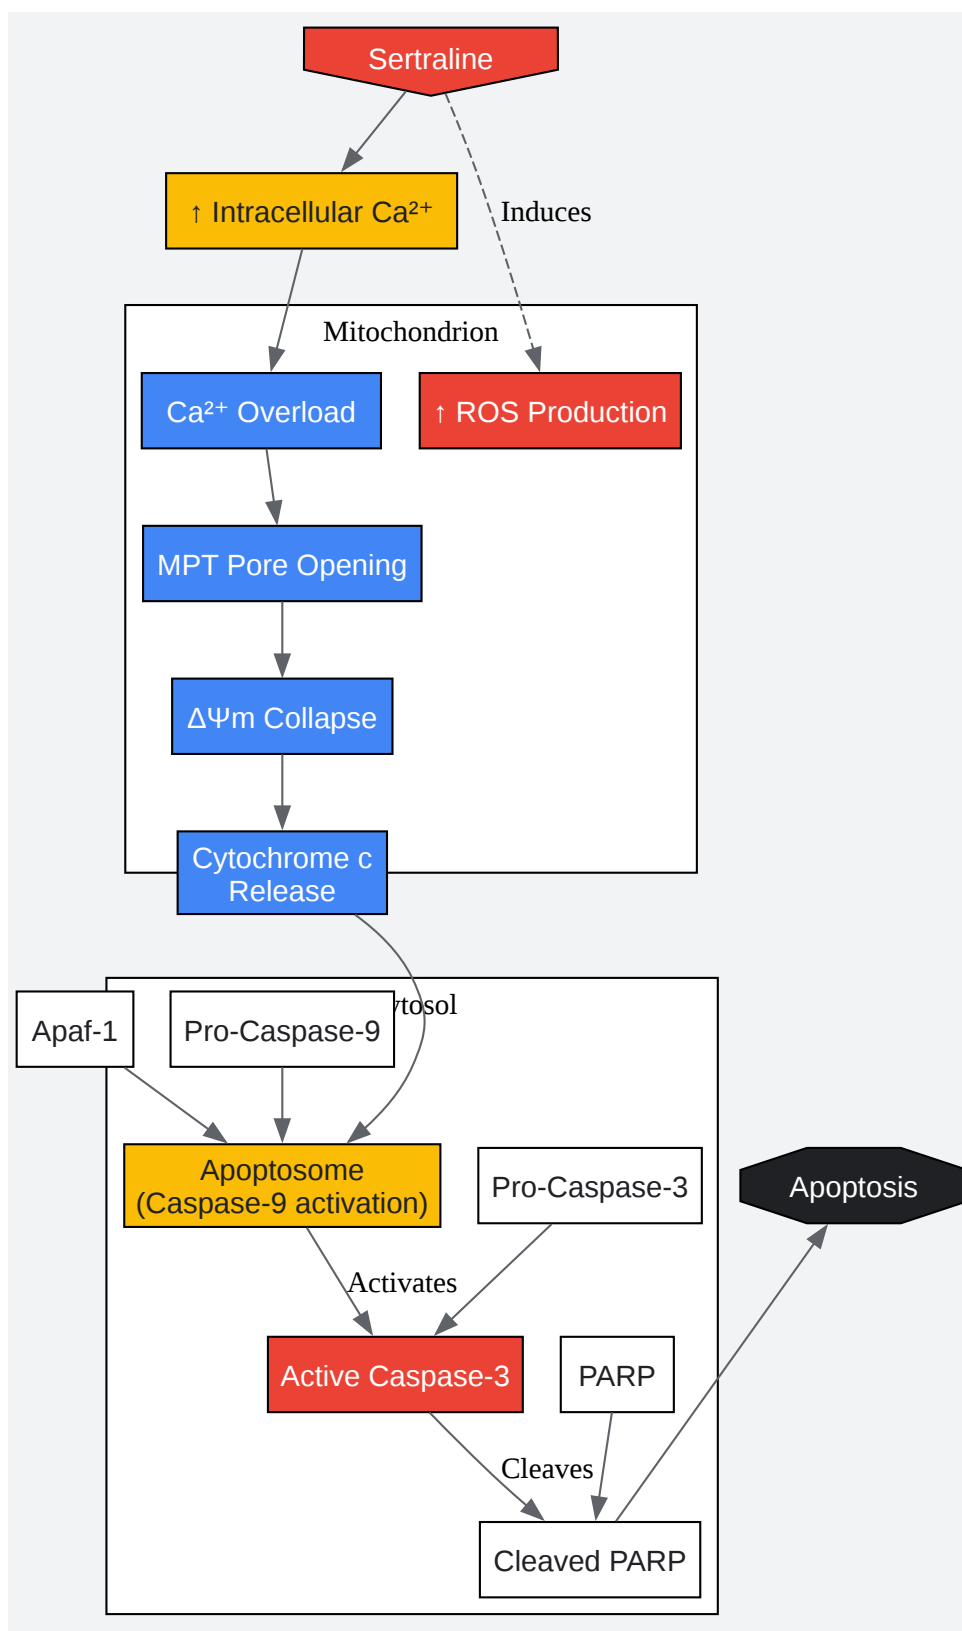 Sertraline
↑ Intracellular Ca²⁺
Induces
Mitochondrion
Ca²⁺ Overload
↑ ROS Production
MPT Pore Opening
ΔΨm Collapse
Cytochrome c
Release
Apaf-1
Pro-Caspase-9
Apoptosome
(Caspase-9 activation)
Pro-Caspase-3
Apoptosis
Activates
Active Caspase-3
PARP
Cleaves
Cleaved PARP